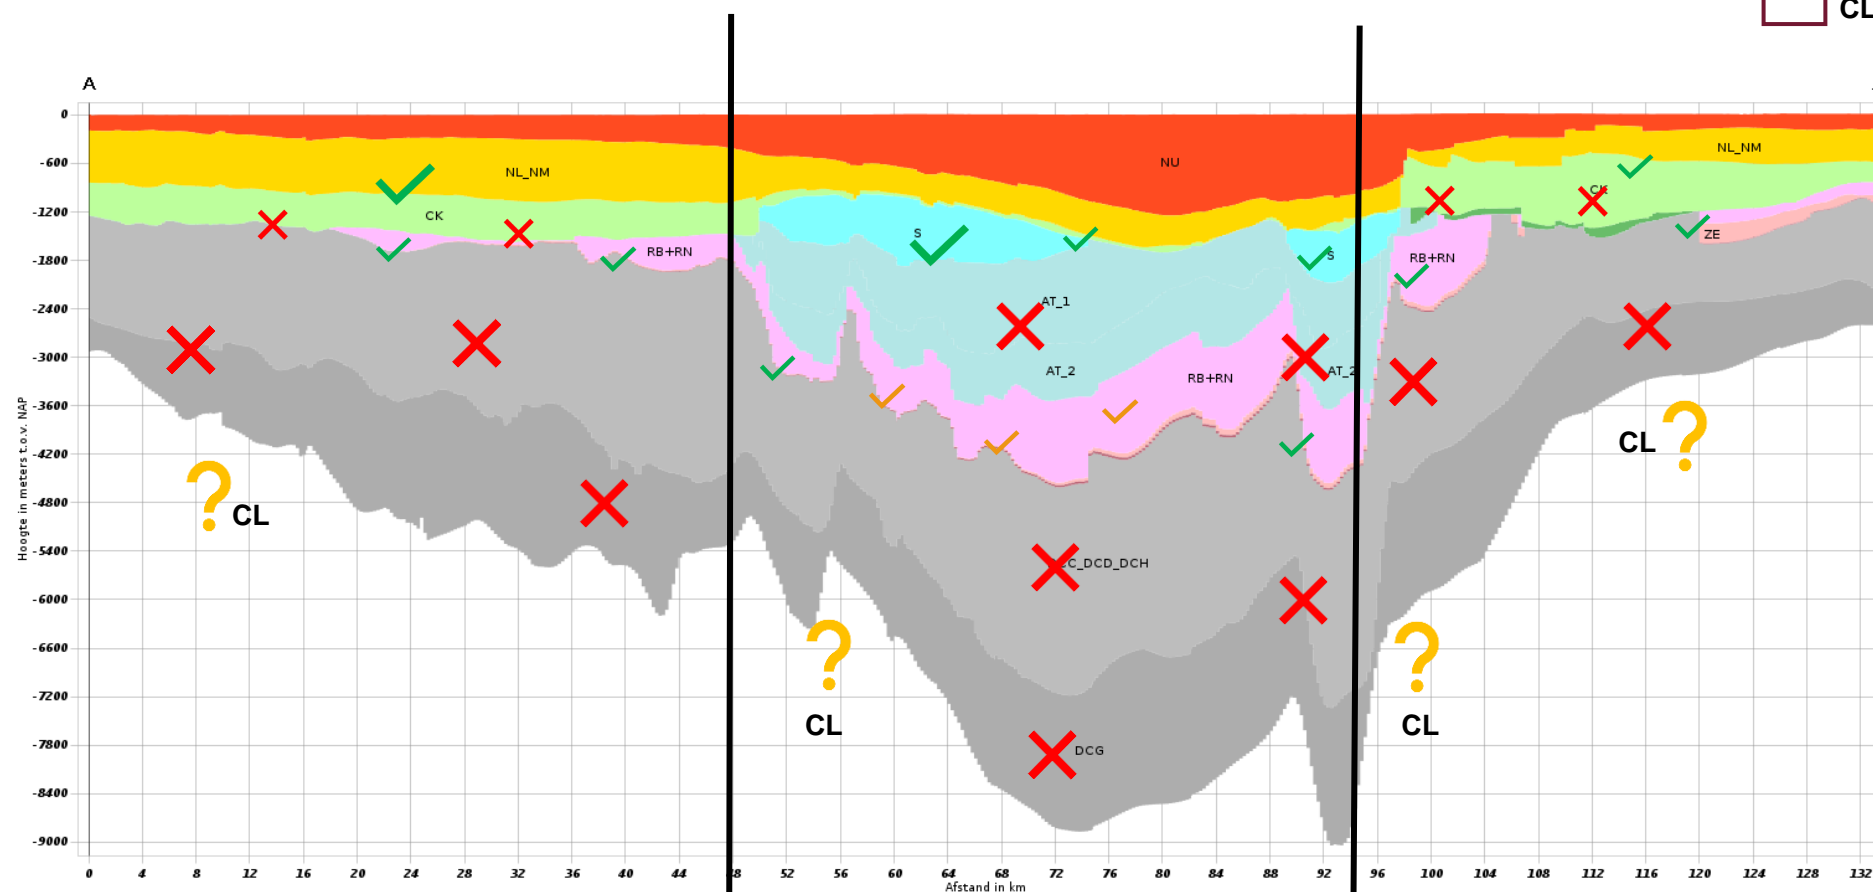 CL
A
0
-600
-1200
-1800
-2400
-3000
-3600
-4200
-4800
-5400
-6000
-6600
-7200
-7800
-8400
-9000
Hoogte in meters t.o.v. NAP
NU
NL_NM
NL_NM
CK
CK
S
S
RB+RN
RB+RN
ZE
AT_1
AT_2
RB+RN
AT_2
CL
CL
C_DCD_DCH
CL
CL
DCG
0 4 8 12 16 20 24 28 32 36 40 44 48 52 56 60 64 68 72 76 80 84 88 92 96 100 104 108 112 116 120 124 128 132
Afstand in km